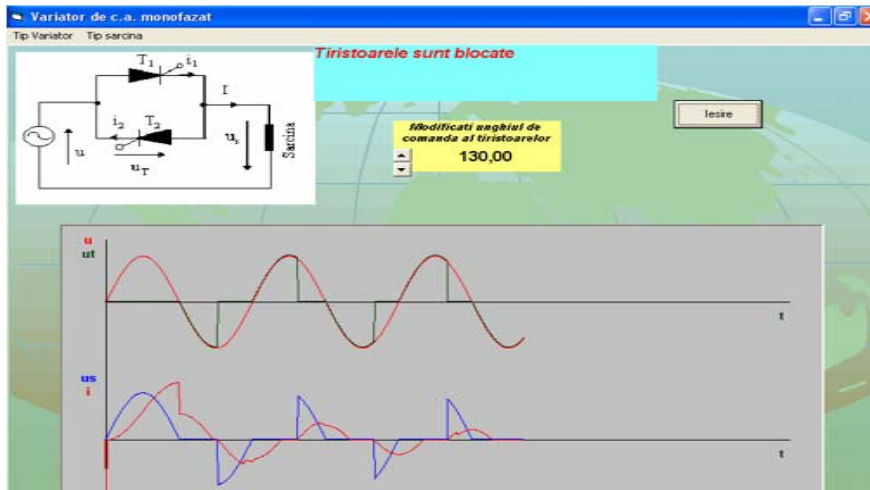 Variator de c.a. monofazat
Tip Variator Tip sarcina
Tiristoarele sunt blocate
T1 i1
I
i2 T2
u
uT
us
Sarcina
Modificati unghiul de
comanda al tiristoarelor
130,00
Iesire
u
ut
t
us
i
t